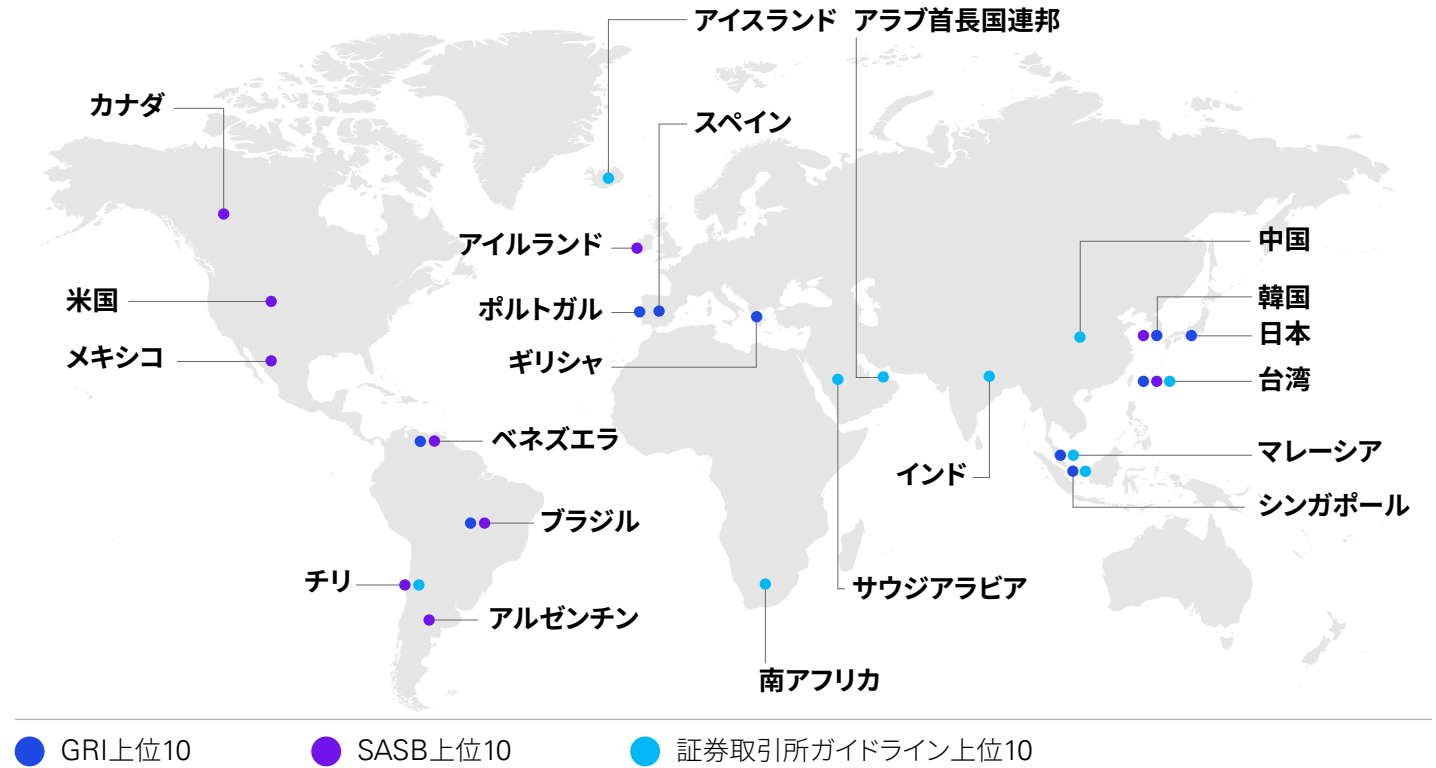 アイスランド
アラブ首長国連邦
カナダ
スペイン
アイルランド
中国
米国
ポルトガル
韓国
日本
メキシコ
ギリシャ
台湾
ベネズエラ
マレーシア
インド
シンガポール
ブラジル
チリ
サウジアラビア
アルゼンチン
南アフリカ
GRI上位10
SASB上位10
証券取引所ガイドライン上位10